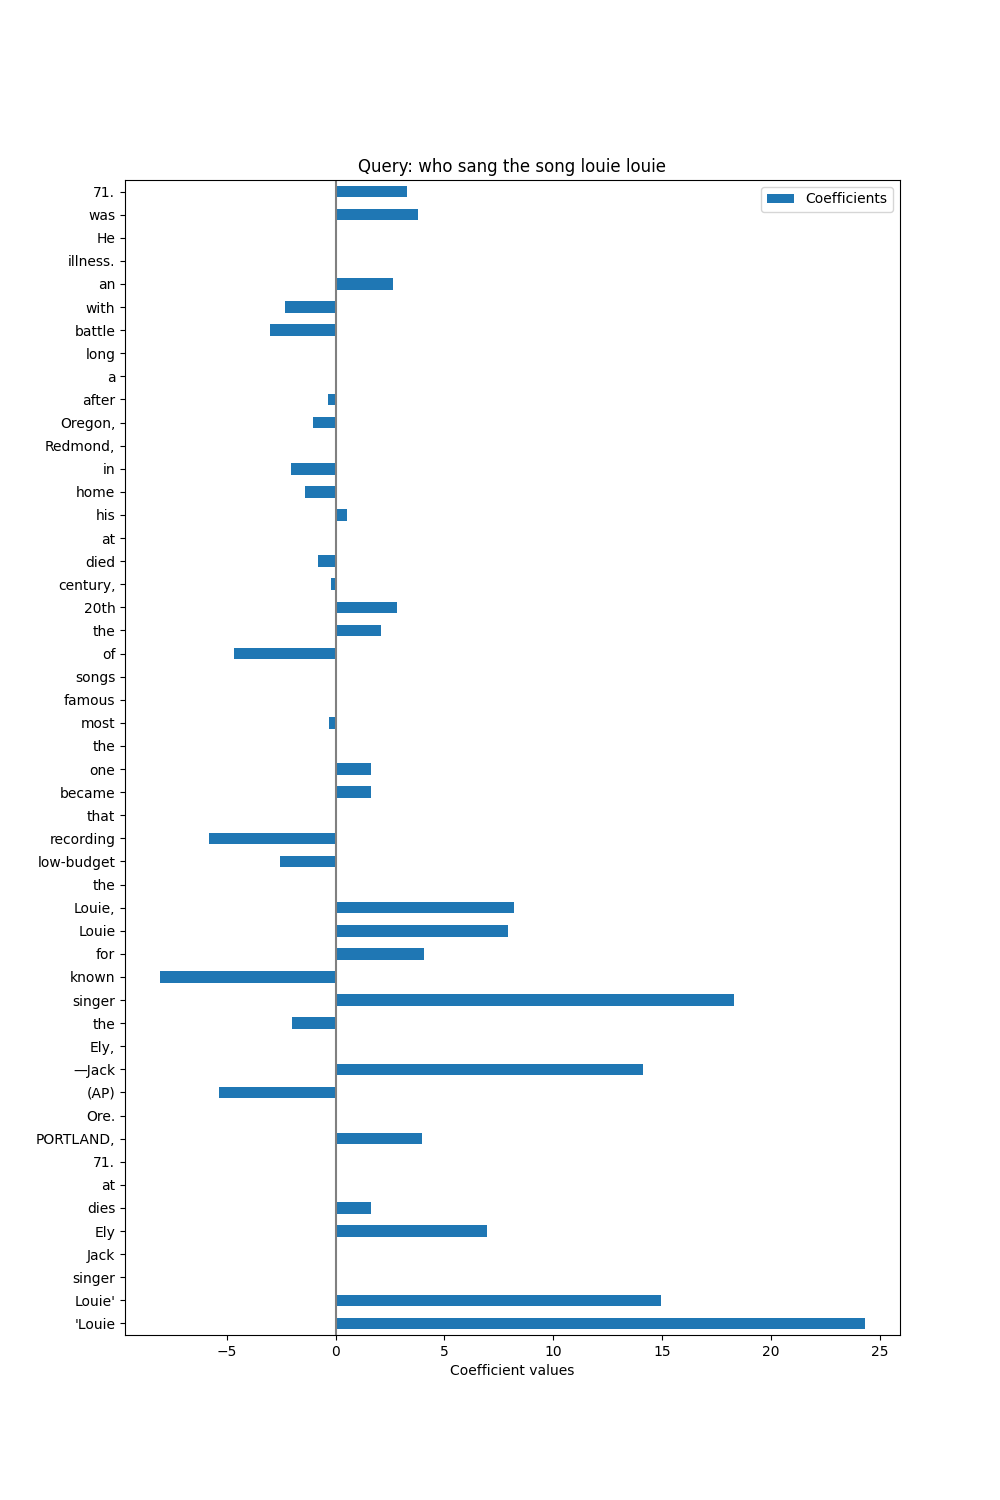 Query: who sang the song louie louie
Coefficients
71.
was
He
illness.
an
with
battle
long
a
after
Oregon,
Redmond,
in
home
his
at
died
century,
20th
the
of
songs
famous
most
the
one
became
that
recording
low-budget
the
Louie,
Louie
for
known
singer
the
Ely,
—Jack
(AP)
Ore.
PORTLAND,
71.
at
dies
Ely
Jack
singer
Louie'
'Louie
−5 0 5 10 15 20 25
Coefficient values